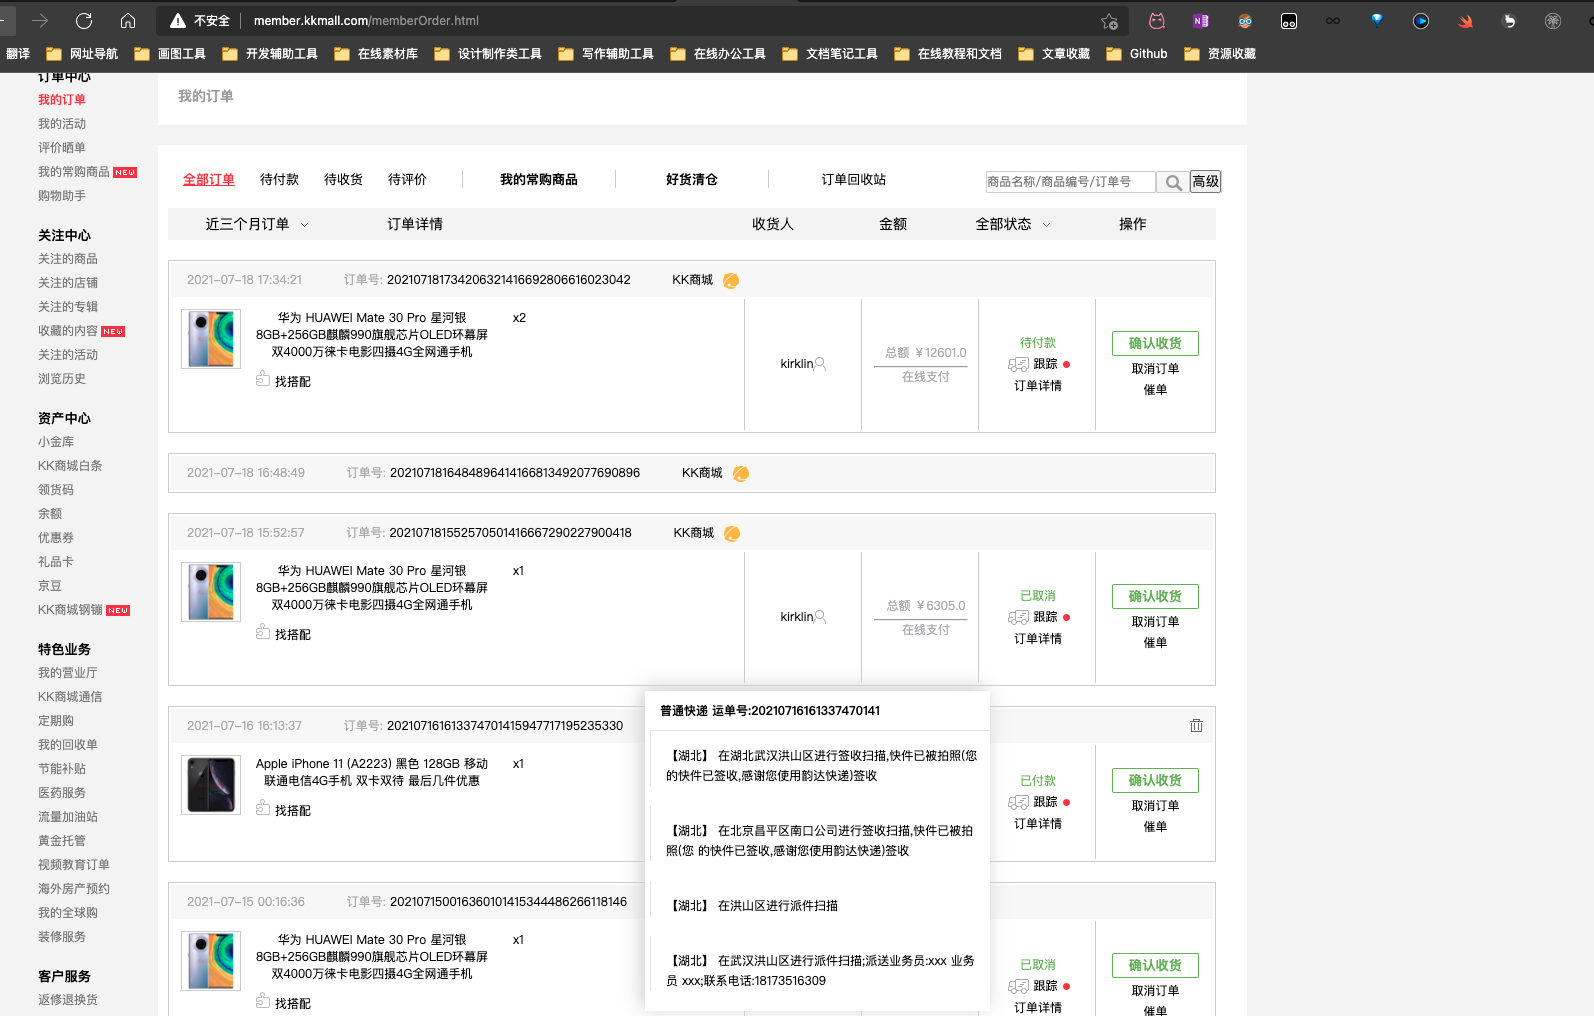 不安全 member.kkmall.com/memberOrder.html
翻译 网址导航 画图工具 开发辅助工具 在线素材库 设计制作类工具 写作辅助工具 在线办公工具 文档笔记工具 在线教程和文档 文章收藏 Github 资源收藏
订单中心
我的订单
我的活动
评价晒单
我的常购商品 NEW
购物助手
关注中心
关注的商品
关注的店铺
关注的专辑
收藏的内容 NEW
关注的活动
浏览历史
资产中心
小金库
KK商城白条
领货码
余额
优惠券
礼品卡
京豆
KK商城钢镚 NEW
特色业务
我的营业厅
KK商城通信
定期购
我的回收单
节能补贴
医药服务
流量加油站
黄金托管
视频教育订单
海外房产预约
我的全球购
装修服务
客户服务
返修退换货
我的订单
全部订单 待付款 待收货 待评价 我的常购商品 好货清仓 订单回收站 商品名称/商品编号/订单号 高级
近三个月订单 订单详情 收货人 金额 全部状态 操作
2021-07-18 17:34:21 订单号: 202107181734206321416692806616023042 KK商城
华为 HUAWEI Mate 30 Pro 星河银 x2
8GB+256GB麒麟990旗舰芯片OLED环幕屏
双4000万徕卡电影四摄4G全网通手机
找搭配
kirklin
总额 ￥12601.0
在线支付
待付款
跟踪
订单详情
确认收货
取消订单
催单
2021-07-18 16:48:49 订单号: 202107181648489641416681349207769​0896 KK商城
2021-07-18 15:52:57 订单号: 202107181552570501416667290227900418 KK商城
华为 HUAWEI Mate 30 Pro 星河银 x1
8GB+256GB麒麟990旗舰芯片OLED环幕屏
双4000万徕卡电影四摄4G全网通手机
找搭配
kirklin
总额 ￥6305.0
在线支付
已取消
跟踪
订单详情
确认收货
取消订单
催单
2021-07-16 16:13:37 订单号: 202107161613374701415947717195235330
Apple iPhone 11 (A2223) 黑色 128GB 移动 x1
联通电信4G手机 双卡双待 最后几件优惠
找搭配
已付款
跟踪
订单详情
确认收货
取消订单
催单
普通快递 运单号:20210716161337470141
【湖北】 在湖北武汉洪山区进行签收扫描,快件已被拍照(您
的快件已签收,感谢您使用韵达快递)签收
【湖北】 在北京昌平区南口公司进行签收扫描,快件已被拍
照(您 的快件已签收,感谢您使用韵达快递)签收
【湖北】 在洪山区进行派件扫描
【湖北】 在武汉洪山区进行派件扫描;派送业务员:xxx 业务
员 xxx;联系电话:18173516309
2021-07-15 00:16:36 订单号: 202107150016360101415344486266118146
华为 HUAWEI Mate 30 Pro 星河银 x1
8GB+256GB麒麟990旗舰芯片OLED环幕屏
双4000万徕卡电影四摄4G全网通手机
找搭配
已取消
跟踪
订单详情
确认收货
取消订单
催单